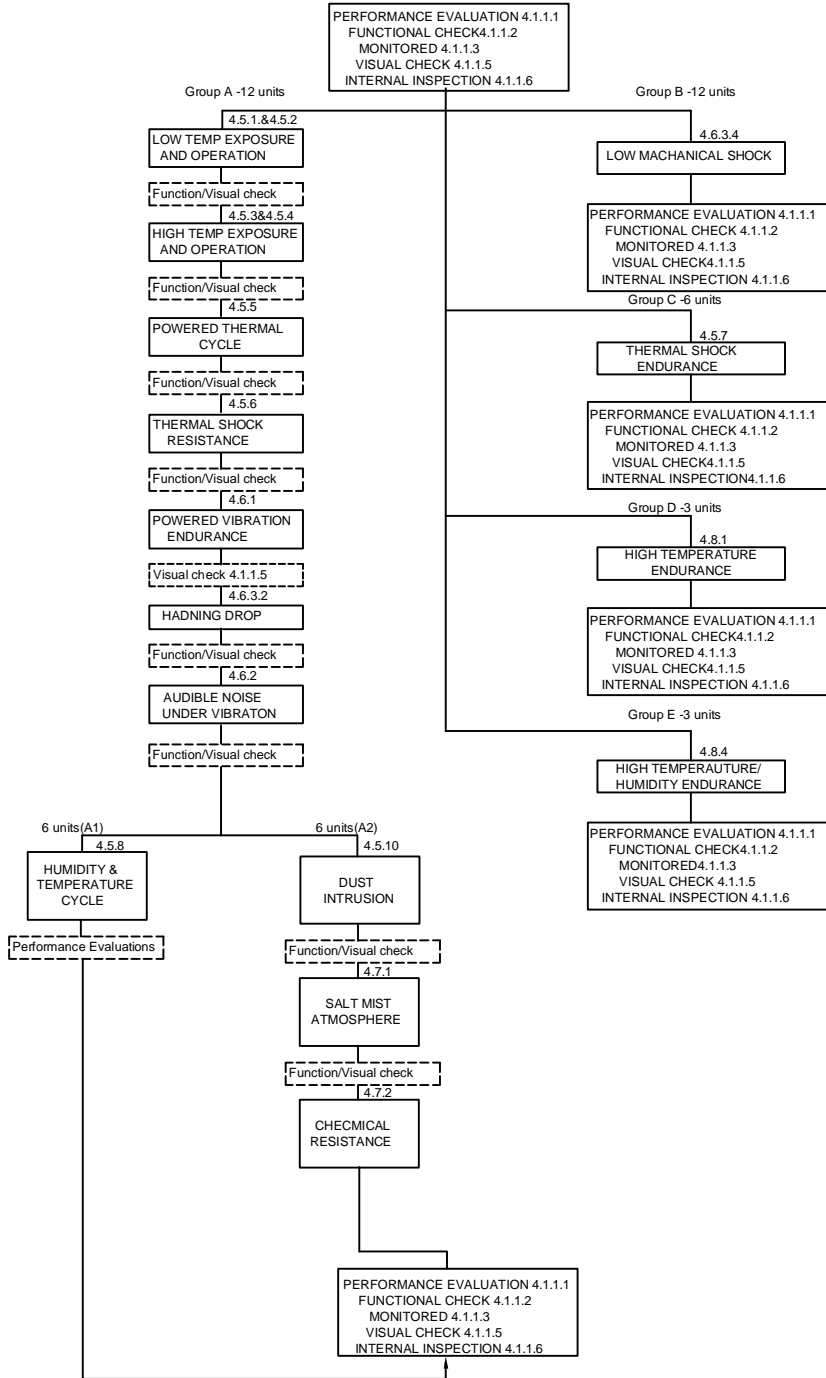 PERFORMANCE EVALUATION 4.1.1.1
FUNCTIONAL CHECK4.1.1.2
MONITORED 4.1.1.3
VISUAL CHECK 4.1.1.5
INTERNAL INSPECTION 4.1.1.6
Group A -12 units
4.5.1.&4.5.2
LOW TEMP EXPOSURE
AND OPERATION
Function/Visual check
4.5.3&4.5.4
HIGH TEMP EXPOSURE
AND OPERATION
Function/Visual check
4.5.5
POWERED THERMAL
CYCLE
Function/Visual check
4.5.6
THERMAL SHOCK
RESISTANCE
Function/Visual check
4.6.1
POWERED VIBRATION
ENDURANCE
Visual check 4.1.1.5
4.6.3.2
HADNING DROP
Function/Visual check
4.6.2
AUDIBLE NOISE
UNDER VIBRATON
Function/Visual check
6 units(A1)
4.5.8
HUMIDITY &
TEMPERATURE
CYCLE
Performance Evaluations
6 units(A2)
4.5.10
DUST
INTRUSION
Function/Visual check
4.7.1
SALT MIST
ATMOSPHERE
Function/Visual check
4.7.2
CHECMICAL
RESISTANCE
PERFORMANCE EVALUATION 4.1.1.1
FUNCTIONAL CHECK 4.1.1.2
MONITORED 4.1.1.3
VISUAL CHECK 4.1.1.5
INTERNAL INSPECTION 4.1.1.6
Group B -12 units
4.6.3.4
LOW MACHANICAL SHOCK
PERFORMANCE EVALUATION 4.1.1.1
FUNCTIONAL CHECK 4.1.1.2
MONITORED 4.1.1.3
VISUAL CHECK4.1.1.5
INTERNAL INSPECTION 4.1.1.6
Group C -6 units
4.5.7
THERMAL SHOCK
ENDURANCE
PERFORMANCE EVALUATION 4.1.1.1
FUNCTIONAL CHECK 4.1.1.2
MONITORED 4.1.1.3
VISUAL CHECK4.1.1.5
INTERNAL INSPECTION4.1.1.6
Group D -3 units
4.8.1
HIGH TEMPERATURE
ENDURANCE
PERFORMANCE EVALUATION 4.1.1.1
FUNCTIONAL CHECK4.1.1.2
MONITORED 4.1.1.3
VISUAL CHECK4.1.1.5
INTERNAL INSPECTION 4.1.1.6
Group E -3 units
4.8.4
HIGH TEMPERAUTURE/
HUMIDITY ENDURANCE
PERFORMANCE EVALUATION 4.1.1.1
FUNCTIONAL CHECK4.1.1.2
MONITORED4.1.1.3
VISUAL CHECK 4.1.1.5
INTERNAL INSPECTION 4.1.1.6